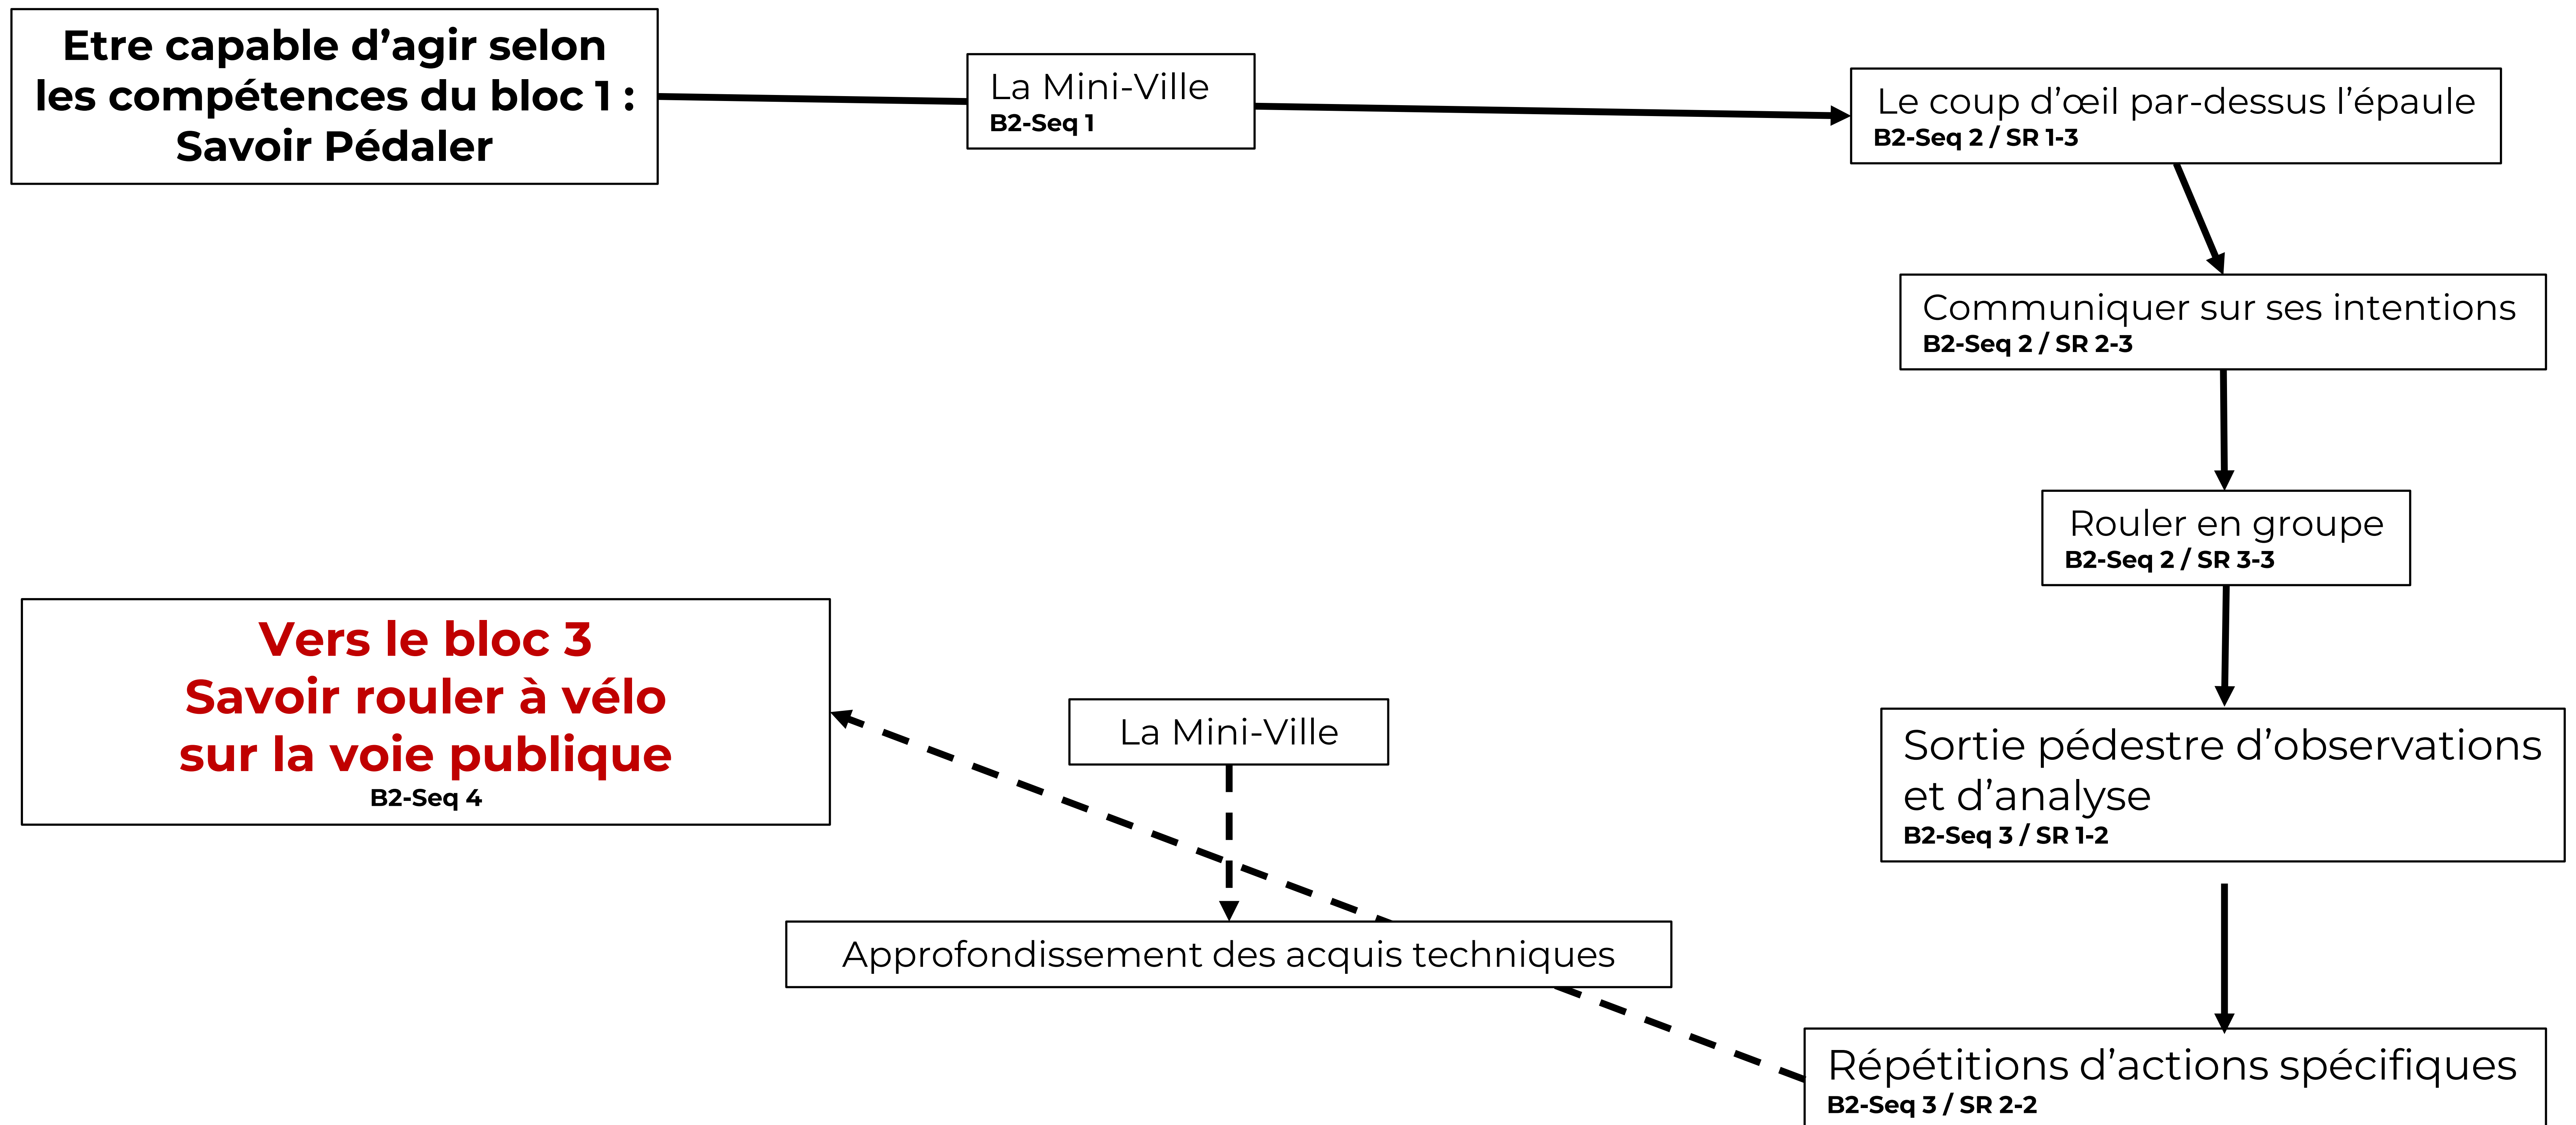 Etre capable d’agir selon
les compétences du bloc 1 :
Savoir Pédaler
La Mini-Ville
B2-Seq 1
Le coup d’œil par-dessus l’épaule
B2-Seq 2 / SR 1-3
Communiquer sur ses intentions
B2-Seq 2 / SR 2-3
Rouler en groupe
B2-Seq 2 / SR 3-3
Sortie pédestre d’observations
et d’analyse
B2-Seq 3 / SR 1-2
Répétitions d’actions spécifiques
B2-Seq 3 / SR 2-2
La Mini-Ville
Approfondissement des acquis techniques
Vers le bloc 3
Savoir rouler à vélo
sur la voie publique
B2-Seq 4